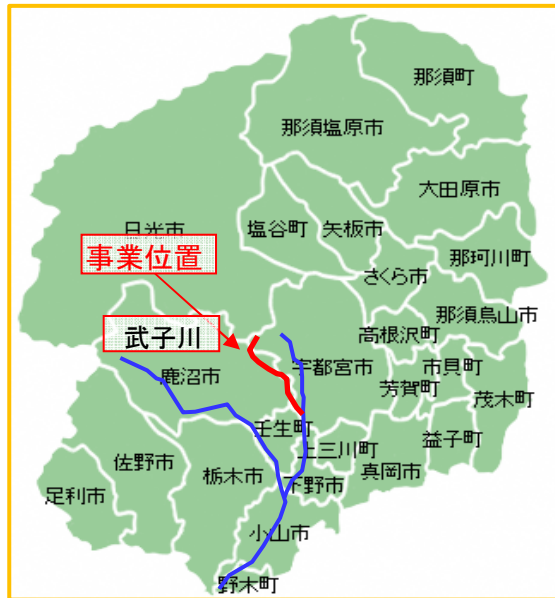 那須町
那須塩原市
大田原市
日光市
塩谷町
矢板市
那珂川町
事業位置
さくら市
那須烏山市
武子川
高根沢町
宇都宮市
市貝町
鹿沼市
芳賀町
茂木町
壬生町
益子町
上三川町
佐野市
栃木市
真岡市
足利市
下野市
小山市
野木町